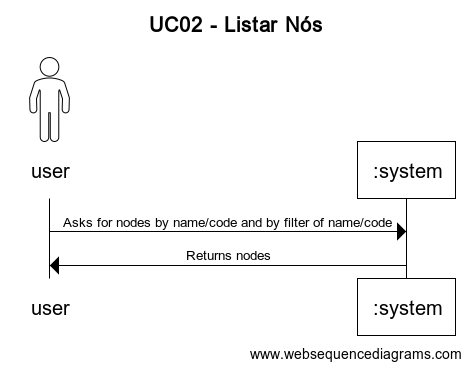 UC02 - Listar Nós
user
:system
Asks for nodes by name/code and by filter of name/code
Returns nodes
user
:system
www.websequencediagrams.com